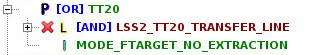 P [OR] TT20
L [AND] LSS2_TT20_TRANSFER_LINE
I MODE_FTARGET_NO_EXTRACTION